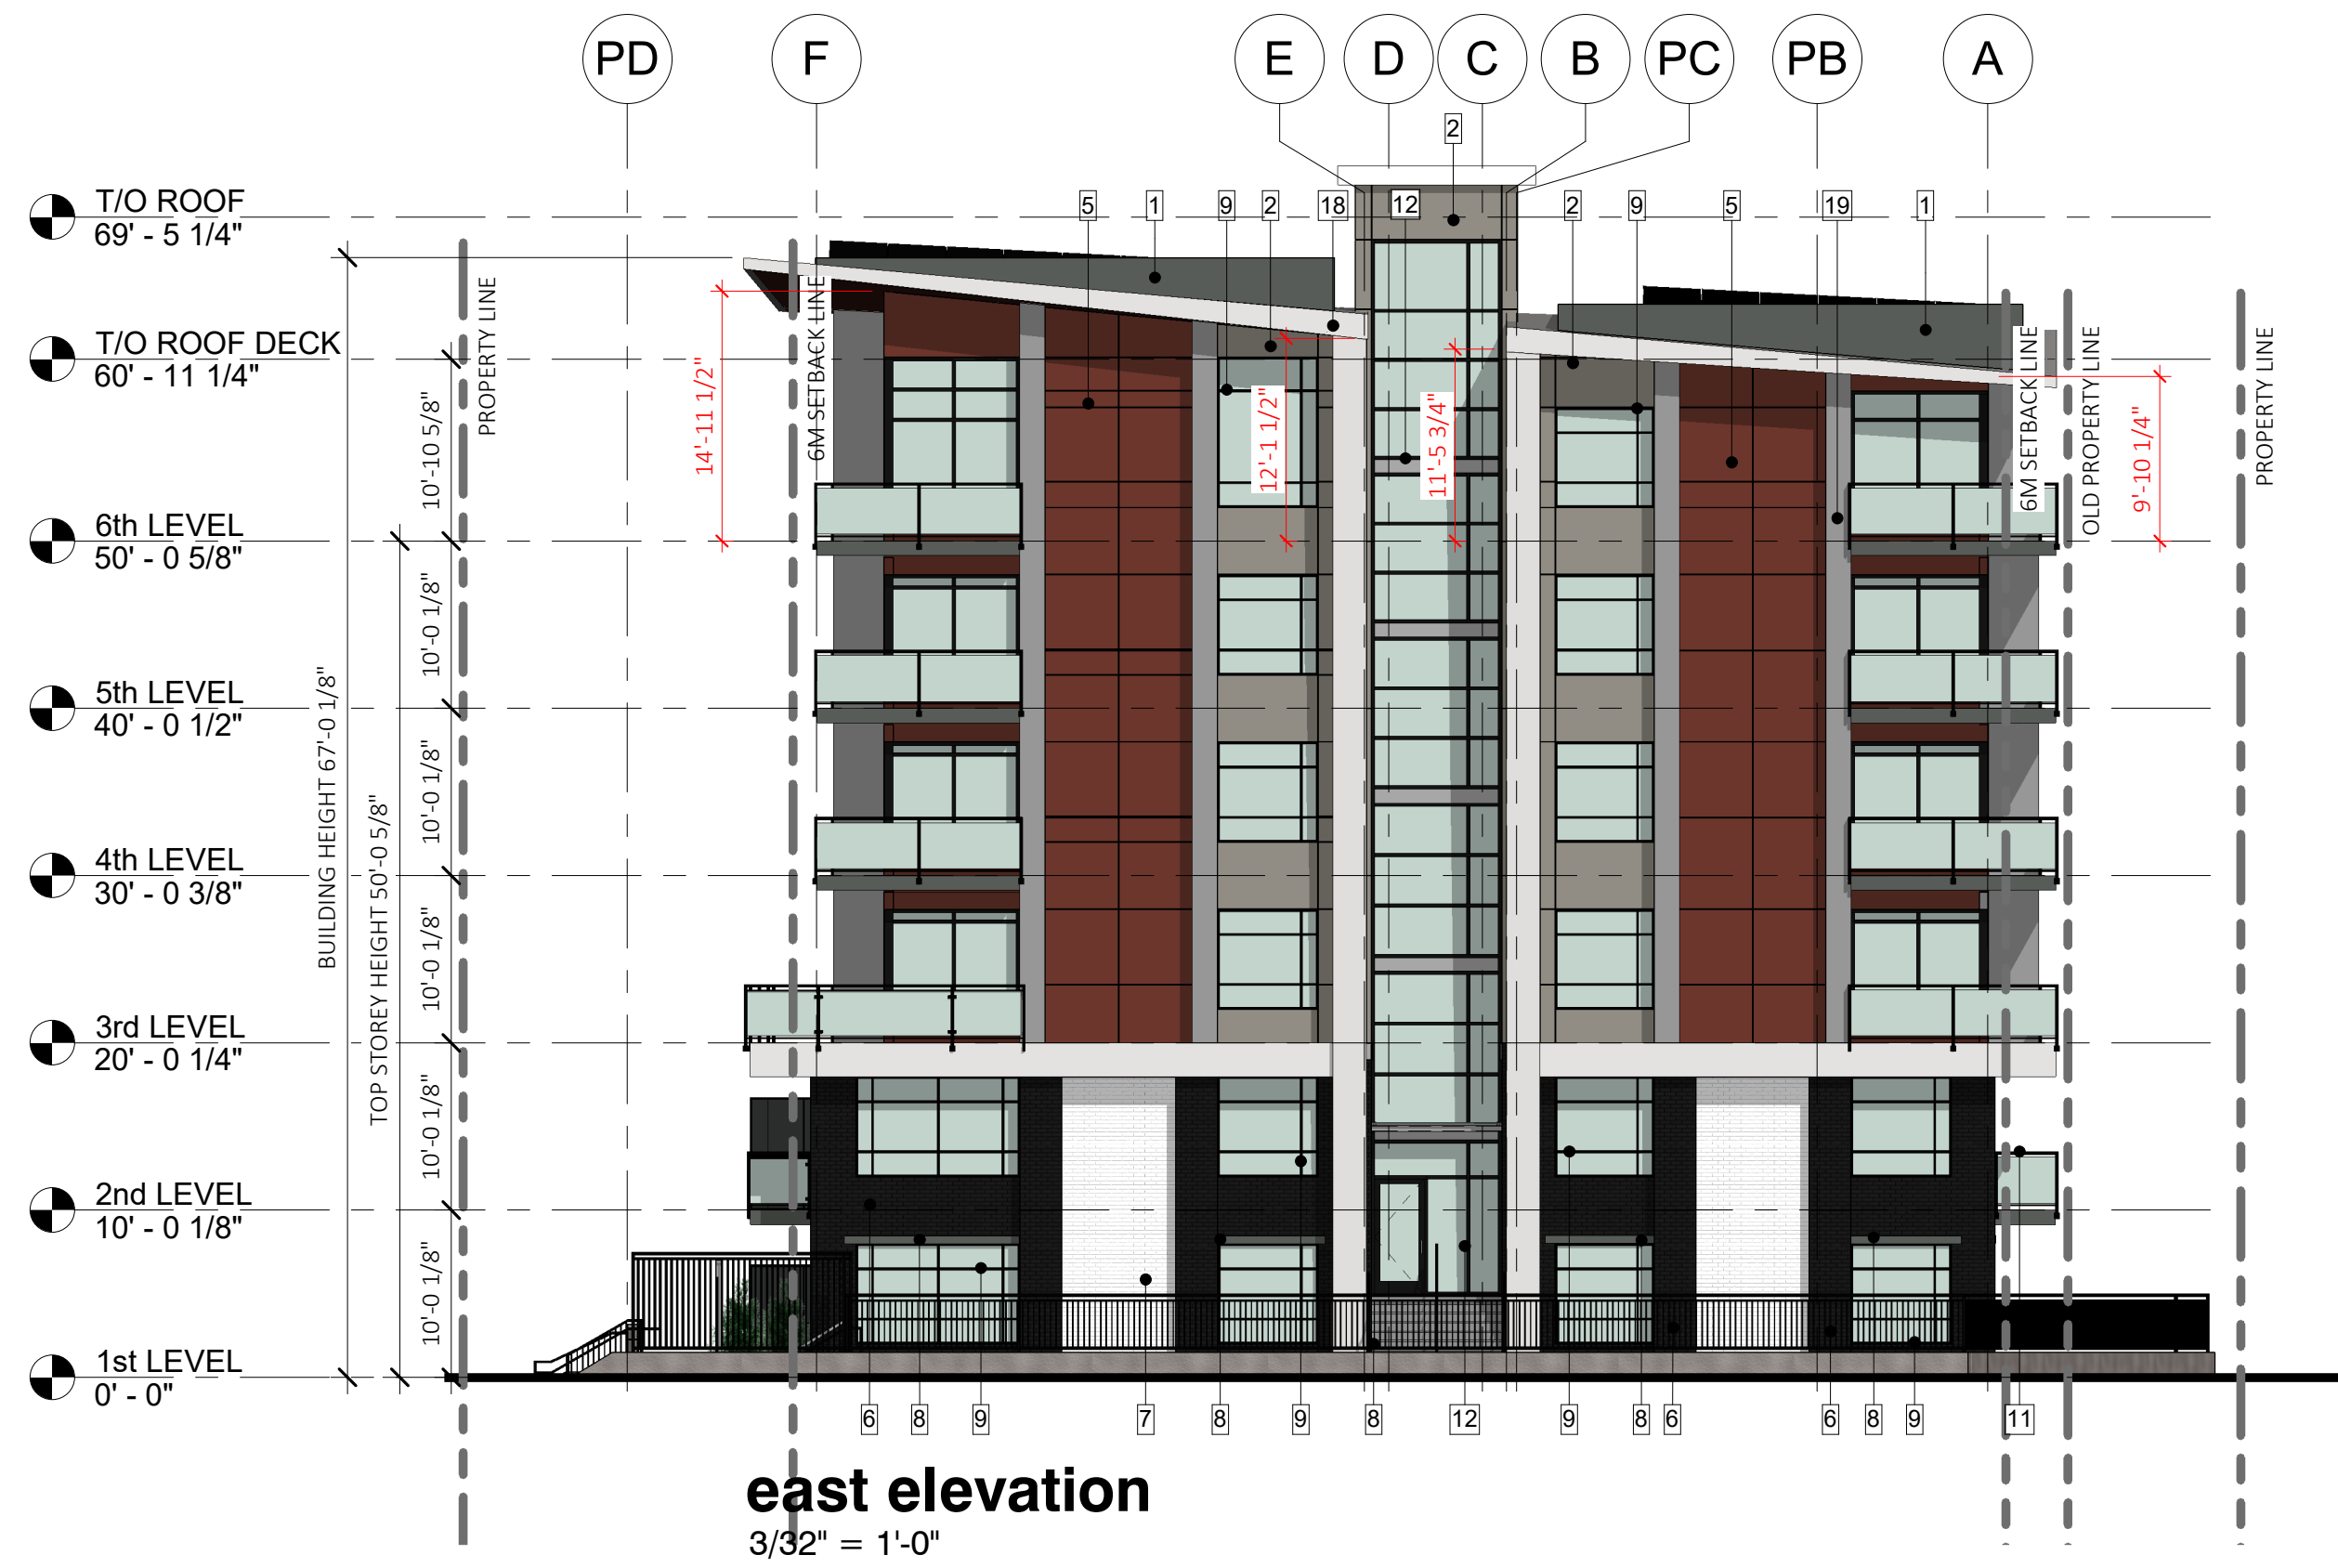 PD F E D C B PC PB A
2
5 1 9 2 18 12 2 9 5 19 1
T/O ROOF
69' - 5 1/4"
T/O ROOF DECK
60' - 11 1/4"
6th LEVEL
50' - 0 5/8"
5th LEVEL
40' - 0 1/2"
4th LEVEL
30' - 0 3/8"
3rd LEVEL
20' - 0 1/4"
2nd LEVEL
10' - 0 1/8"
1st LEVEL
0' - 0"
BUILDING HEIGHT 67'-0 1/8"
TOP STOREY HEIGHT 50'-0 5/8"
10'-10 5/8"
10'-0 1/8"
10'-0 1/8"
10'-0 1/8"
10'-0 1/8"
10'-0 1/8"
PROPERTY LINE
14'-11 1/2"
6M SETBACK LINE
12'-1 1/2"
11'-5 3/4"
6M SETBACK LINE
OLD PROPERTY LINE
9'-10 1/4"
PROPERTY LINE
6 8 9 7 8 9 8 12 9 8 6 6 8 9 11
east elevation
3/32" = 1'-0"